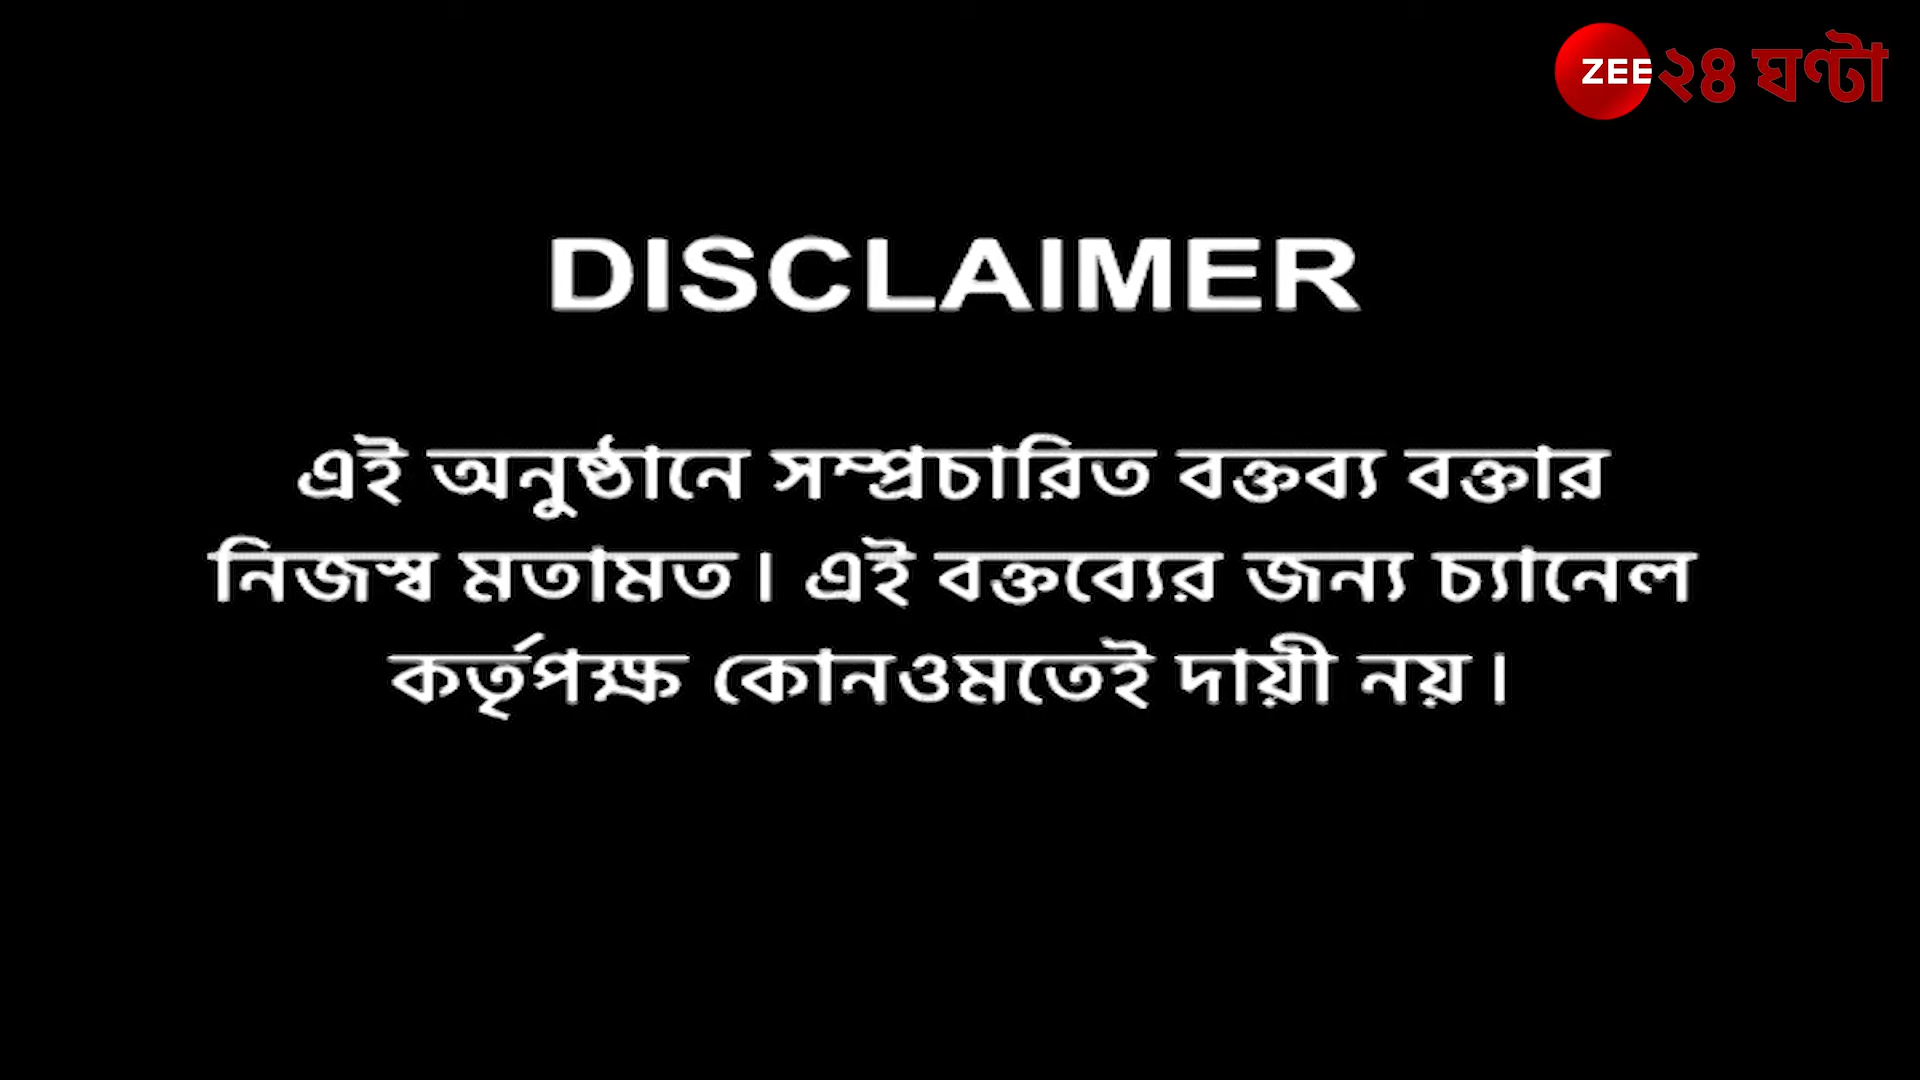 ZEE ২৪ ঘণ্টা
DISCLAIMER
এই অনুষ্ঠানে সম্প্রচারিত বক্তব্য বক্তার
নিজস্ব মতামত। এই বক্তব্যের জন্য চ্যানেল
কর্তৃপক্ষ কোনওমতেই দায়ী নয়।